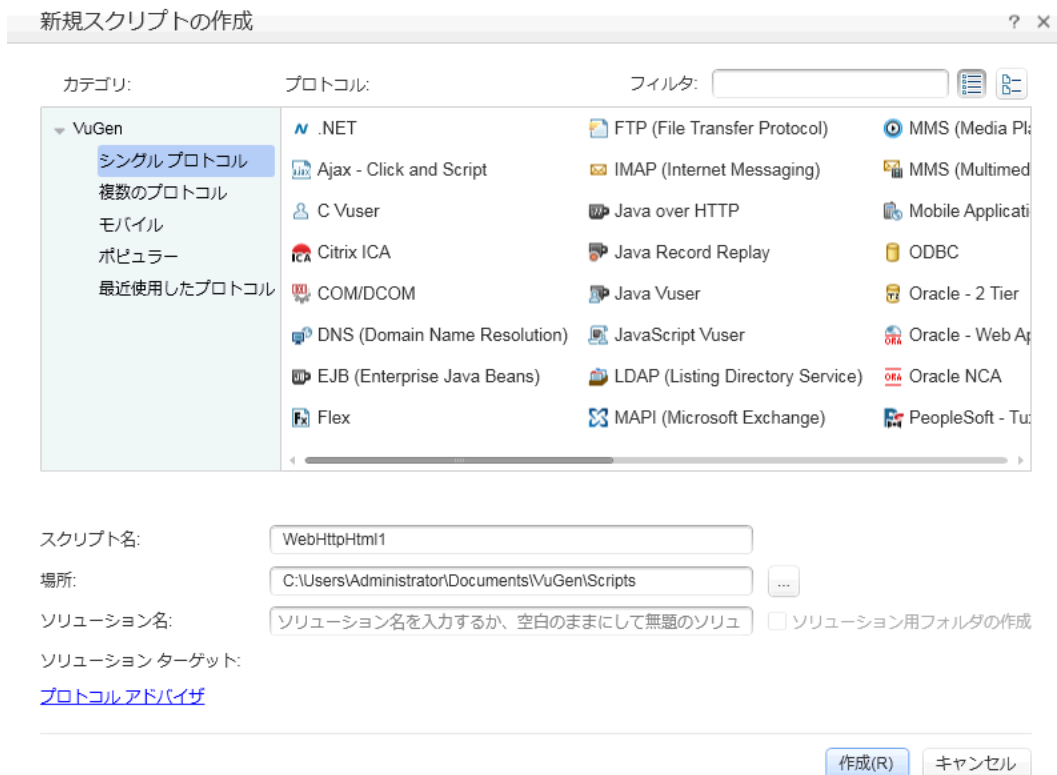 新規スクリプトの作成
カテゴリ: プロトコル: フィルタ:
VuGen
シングル プロトコル
複数のプロトコル
モバイル
ポピュラー
最近使用したプロトコル
.NET FTP (File Transfer Protocol) MMS (Media Pla
Ajax - Click and Script IMAP (Internet Messaging) MMS (Multimed
C Vuser Java over HTTP Mobile Applicati
Citrix ICA Java Record Replay ODBC
COM/DCOM Java Vuser Oracle - 2 Tier
DNS (Domain Name Resolution) JavaScript Vuser Oracle - Web Ap
EJB (Enterprise Java Beans) LDAP (Listing Directory Service) Oracle NCA
Flex MAPI (Microsoft Exchange) PeopleSoft - Tu
スクリプト名: WebHttpHtml1
場所: C:\Users\Administrator\Documents\VuGen\Scripts ...
ソリューション名: ソリューション名を入力するか、空白のままにして無題のソリュ ソリューション用フォルダの作成
ソリューション ターゲット:
プロトコル アドバイザ
作成(R) キャンセル